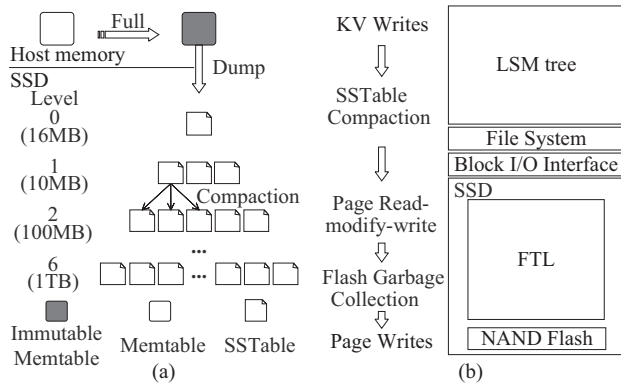 Full
Host memory
SSD
Dump
Level
0
(16MB)
1
(10MB)
Compaction
2
(100MB)
...
6
(1TB)
...
Immutable
Memtable
Memtable
SSTable
(a)
KV Writes
SSTable
Compaction
Page Read-
modify-write
Flash Garbage
Collection
Page Writes
LSM tree
File System
Block I/O Interface
SSD
FTL
NAND Flash
(b)